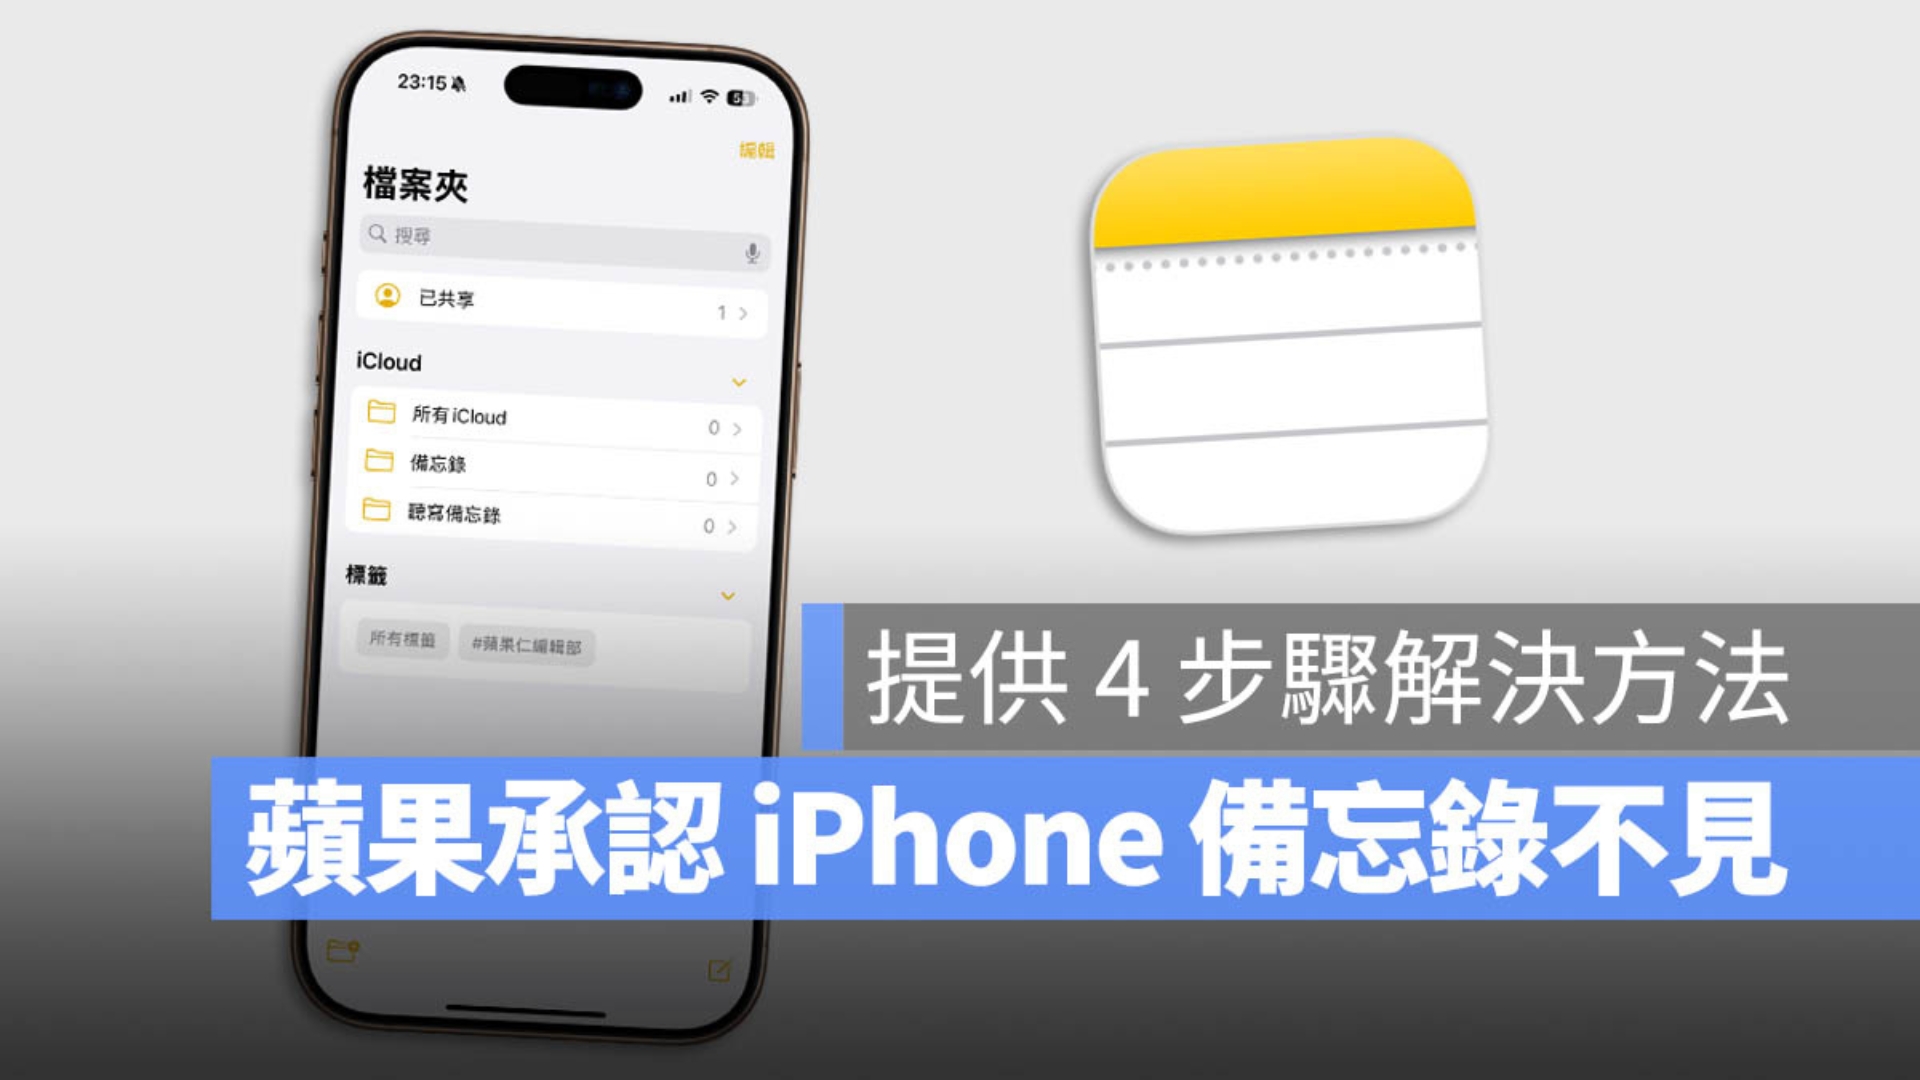 23:15
53
編輯
檔案夾
搜尋
已共享 1
iCloud
所有 iCloud 0
備忘錄 0
聽寫備忘錄 0
標籤
所有標籤 #蘋果仁編輯部
提供 4 步驟解決方法
蘋果承認 iPhone 備忘錄不見